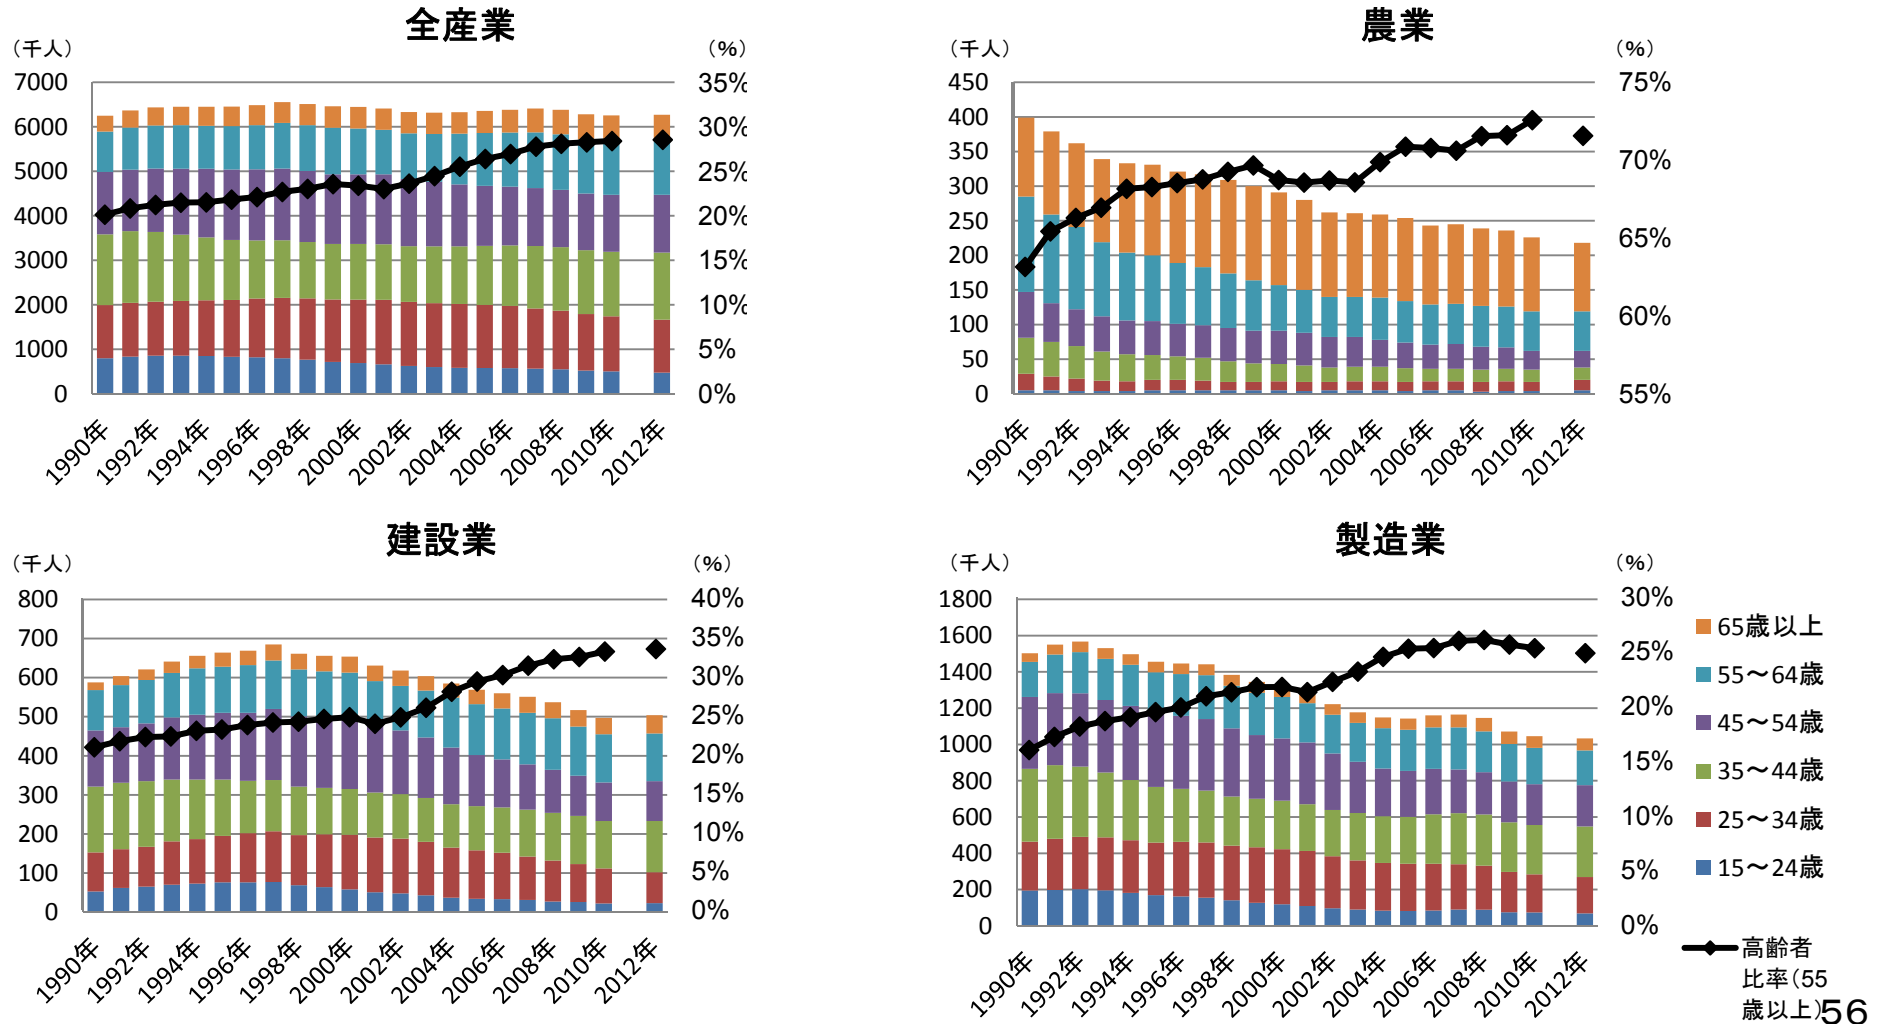 全産業
（千人）
（%）
7000
6000
5000
4000
3000
2000
1000
0
35%
30%
25%
20%
15%
10%
5%
0%
1990年
1992年
1994年
1996年
1998年
2000年
2002年
2004年
2006年
2008年
2010年
2012年
農業
（千人）
（%）
450
400
350
300
250
200
150
100
50
0
75%
70%
65%
60%
55%
1990年
1992年
1994年
1996年
1998年
2000年
2002年
2004年
2006年
2008年
2010年
2012年
建設業
（千人）
（%）
800
700
600
500
400
300
200
100
0
40%
35%
30%
25%
20%
15%
10%
5%
0%
1990年
1992年
1994年
1996年
1998年
2000年
2002年
2004年
2006年
2008年
2010年
2012年
製造業
（千人）
（%）
1800
1600
1400
1200
1000
800
600
400
200
0
30%
25%
20%
15%
10%
5%
0%
1990年
1992年
1994年
1996年
1998年
2000年
2002年
2004年
2006年
2008年
2010年
2012年
65歳以上
55～64歳
45～54歳
35～44歳
25～34歳
15～24歳
高齢者
比率（55
歳以上）
56